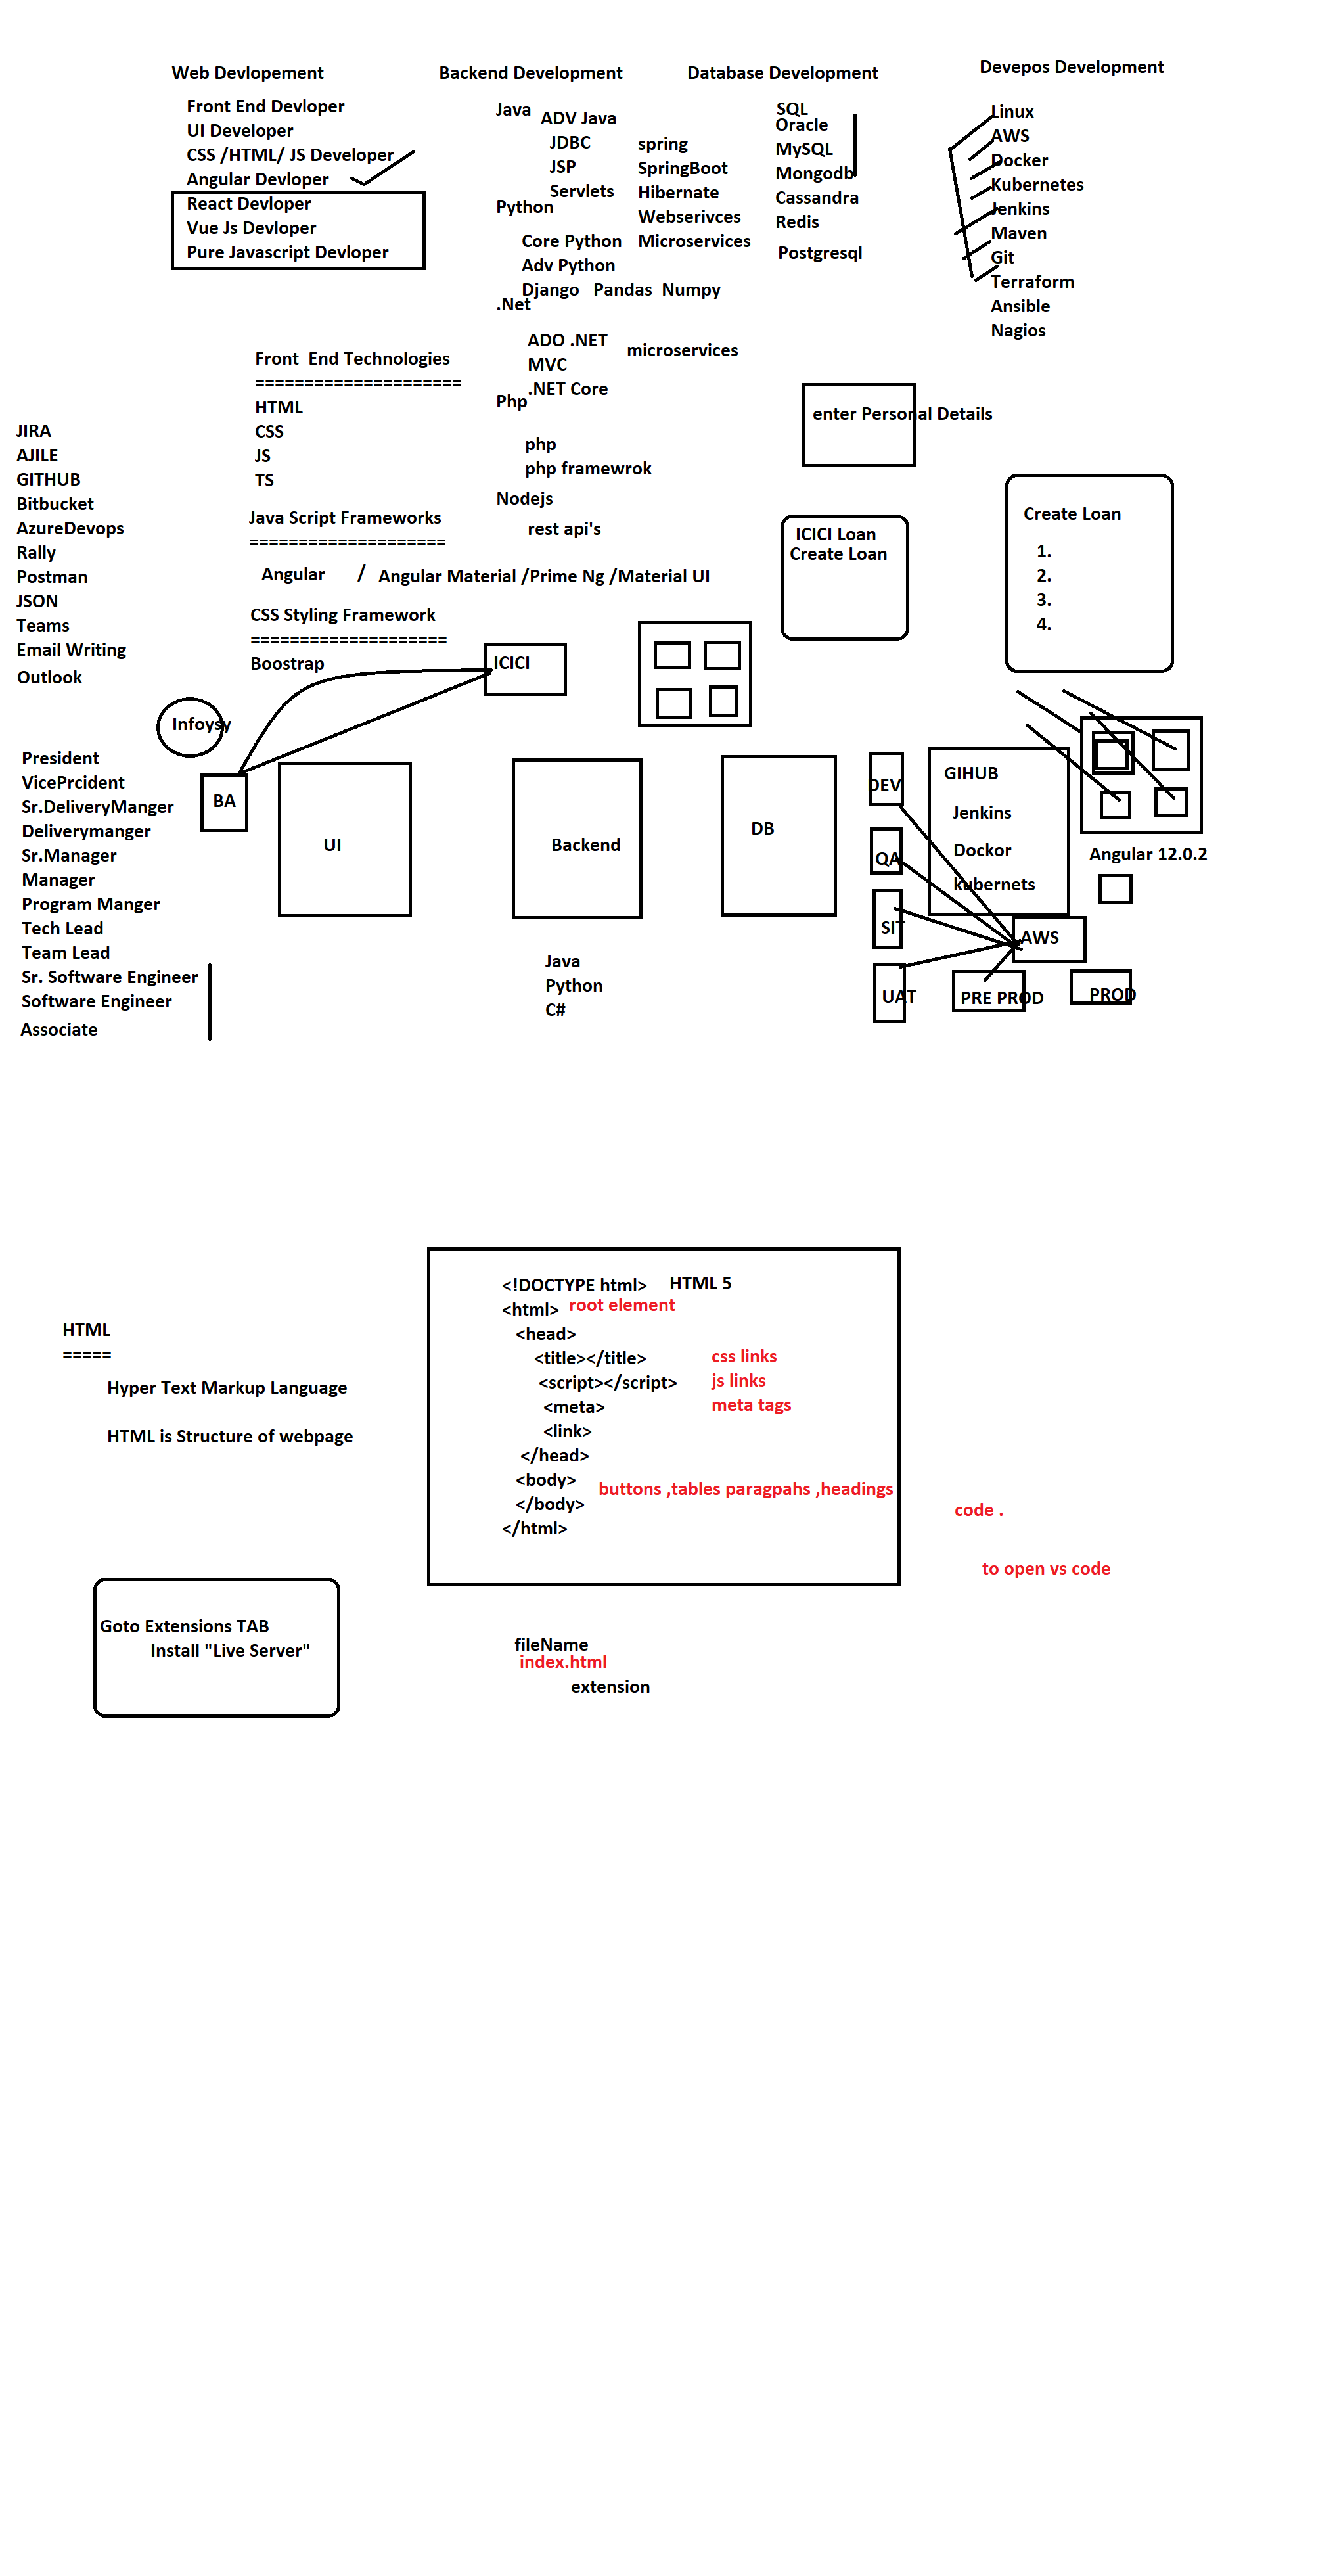 Web Devlopement
Front End Devloper
UI Developer
CSS /HTML/ JS Developer
Angular Devloper
React Devloper
Vue Js Devloper
Pure Javascript Devloper
Backend Development
Java
ADV Java
JDBC
JSP
Servlets
spring
SpringBoot
Hibernate
Webserivces
Microservices
Python
Core Python
Adv Python
Django   Pandas  Numpy
.Net
ADO .NET
MVC
.NET Core
microservices
Php
php
php framewrok
Nodejs
rest api's
Database Development
SQL
Oracle
MySQL
Mongodb
Cassandra
Redis
Postgresql
Devepos Development
Linux
AWS
Docker
Kubernetes
Jenkins
Maven
Git
Terraform
Ansible
Nagios
Front  End Technologies
=====================
HTML
CSS
JS
TS
Java Script Frameworks
====================
Angular / Angular Material /Prime Ng /Material UI
CSS Styling Framework
====================
Boostrap
JIRA
AJILE
GITHUB
Bitbucket
AzureDevops
Rally
Postman
JSON
Teams
Email Writing
Outlook
enter Personal Details
ICICI Loan
Create Loan
Create Loan
1.
2.
3.
4.
ICICI
Infoysy
BA
President
VicePrcident
Sr.DeliveryManger
Deliverymanger
Sr.Manager
Manager
Program Manger
Tech Lead
Team Lead
Sr. Software Engineer
Software Engineer
Associate
UI
Backend
DB
Java
Python
C#
DEV
QA
SIT
UAT
GIHUB
Jenkins
Dockor
kubernets
AWS
PRE PROD
PROD
Angular 12.0.2
HTML
=====
Hyper Text Markup Language
HTML is Structure of webpage
<!DOCTYPE html> HTML 5
<html> root element
<head>
<title></title> css links
<script></script> js links
<meta> meta tags
<link>
</head>
<body>
buttons ,tables paragpahs ,headings
</body>
</html>
code .
to open vs code
Goto Extensions TAB
Install "Live Server"
fileName
index.html
extension